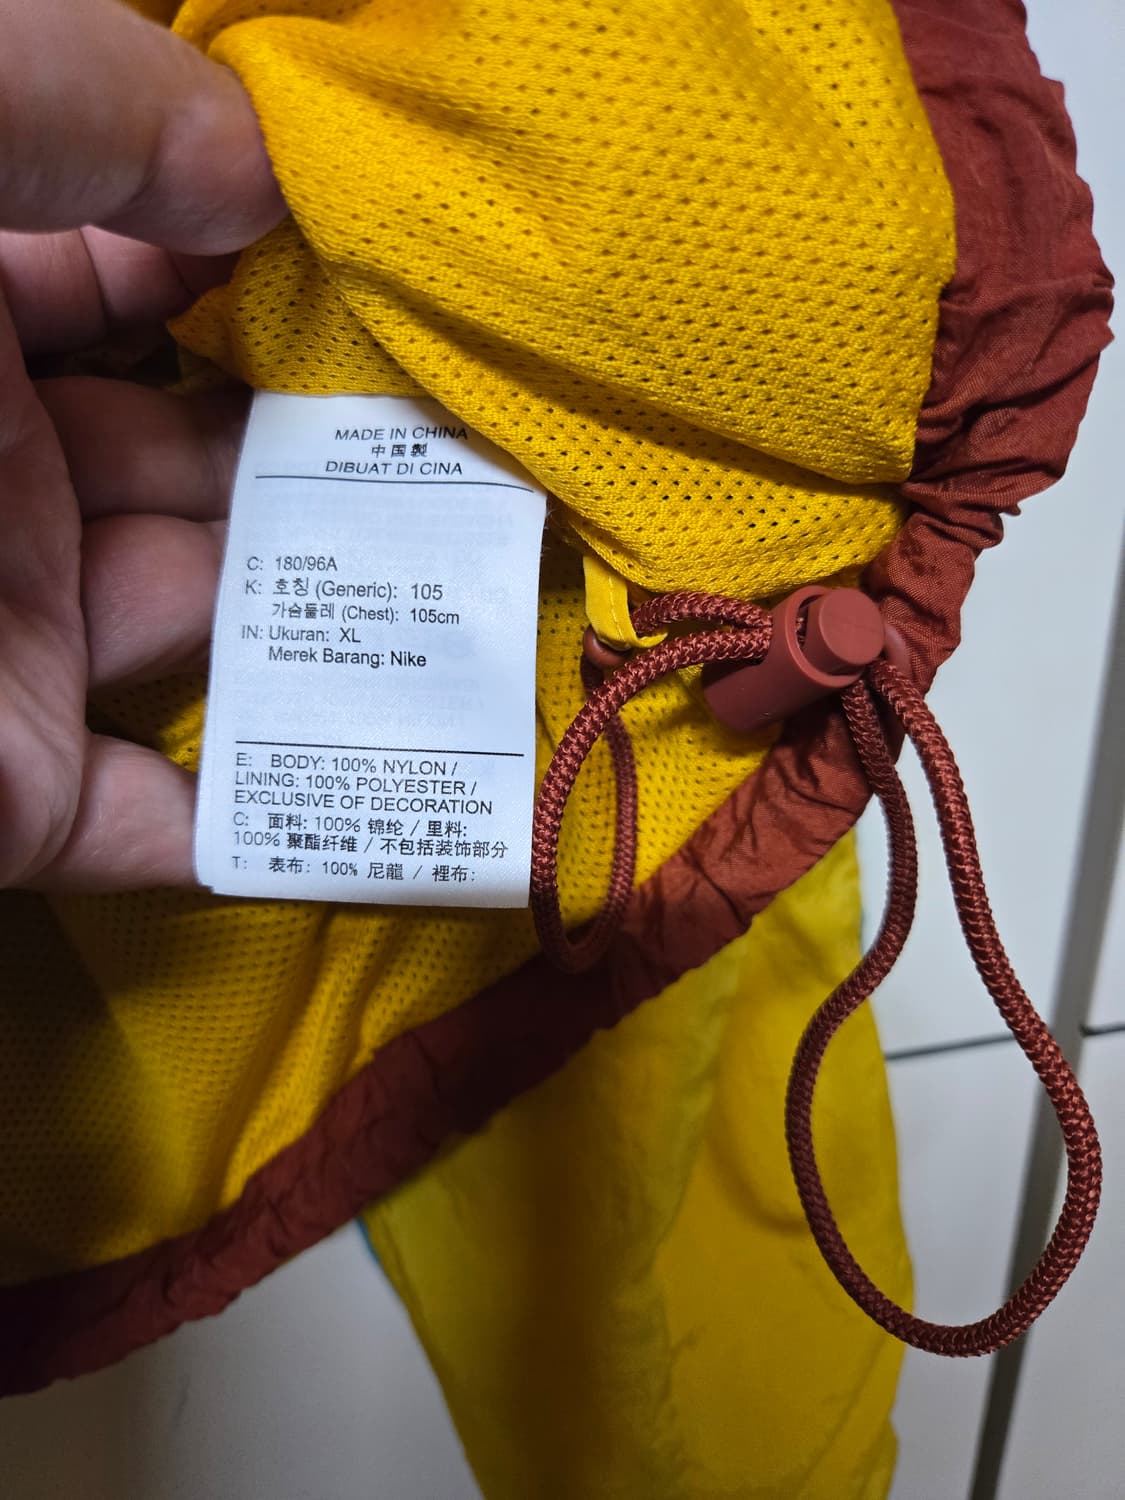 MADE IN CHINA
中国製
DIBUAT DI CINA
C: 180/96A
K: 호칭 (Generic): 105
가슴둘레 (Chest): 105cm
IN: Ukuran: XL
Merek Barang: Nike
E: BODY: 100% NYLON /
LINING: 100% POLYESTER /
EXCLUSIVE OF DECORATION
C: 面料: 100% 锦纶 / 里料:
100% 聚酯纤维 / 不包括装饰部分
T: 表布: 100% 尼龍 / 裡布: